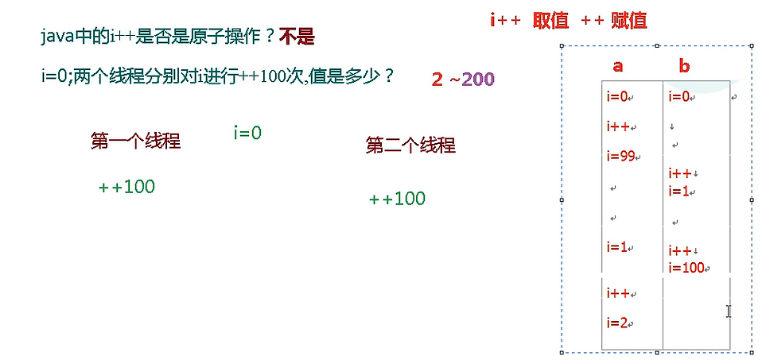 java中的i++是否是原子操作？不是
i=0;两个线程分别对i进行++100次,值是多少？ 2 ~200
第一个线程
i=0
第二个线程
++100
++100
i++ 取值 ++ 赋值
a b
i=0 i=0
i++
i=99
i++
i=1
i=1 i++
i=100
i++
i=2